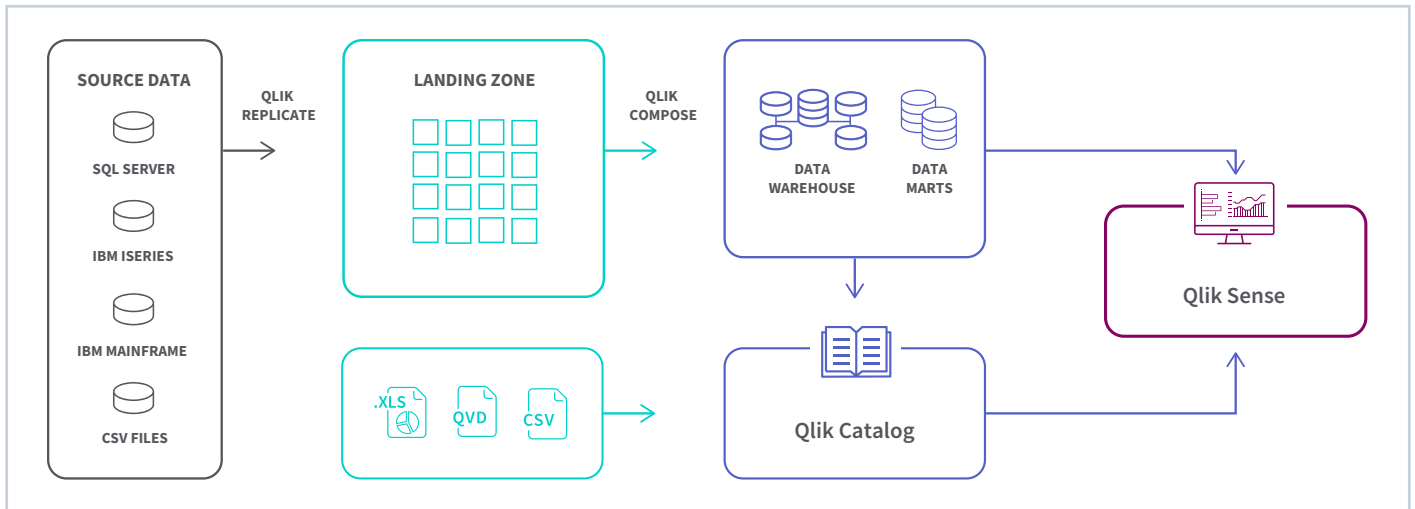 SOURCE DATA
SQL SERVER
IBM ISERIES
IBM MAINFRAME
CSV FILES
QLIK
REPLICATE
LANDING ZONE
QLIK
COMPOSE
DATA
WAREHOUSE
DATA
MARTS
.XLS
QVD
CSV
Qlik Catalog
Qlik Sense